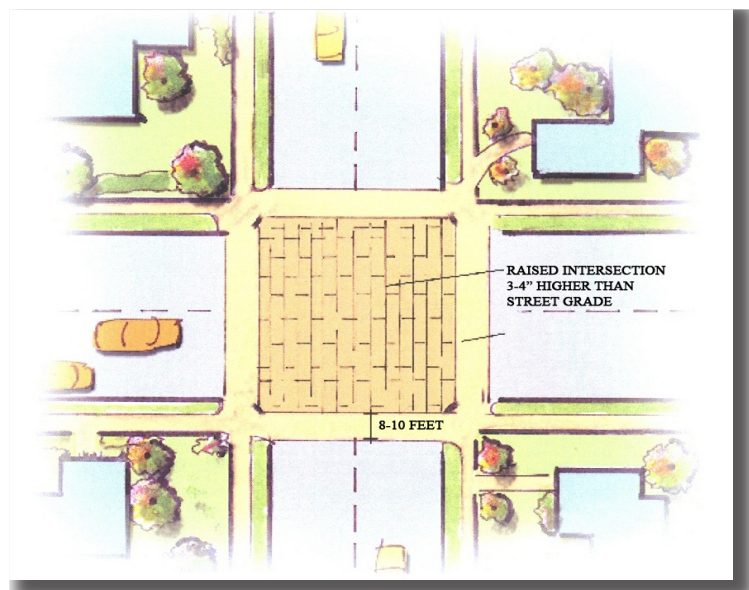 RAISED INTERSECTION
3-4” HIGHER THAN
STREET GRADE
8-10 FEET